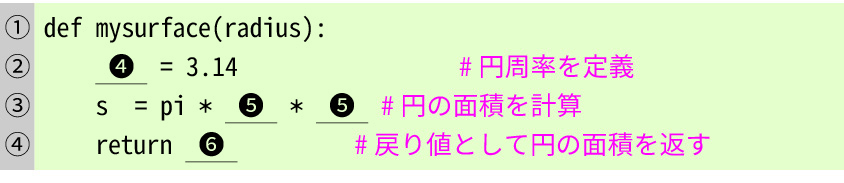 ① def mysurface(radius):
② ❹ = 3.14 # 円周率を定義
③ s = pi * ❺ * ❺ # 円の面積を計算
④ return ❻ # 戻り値として円の面積を返す